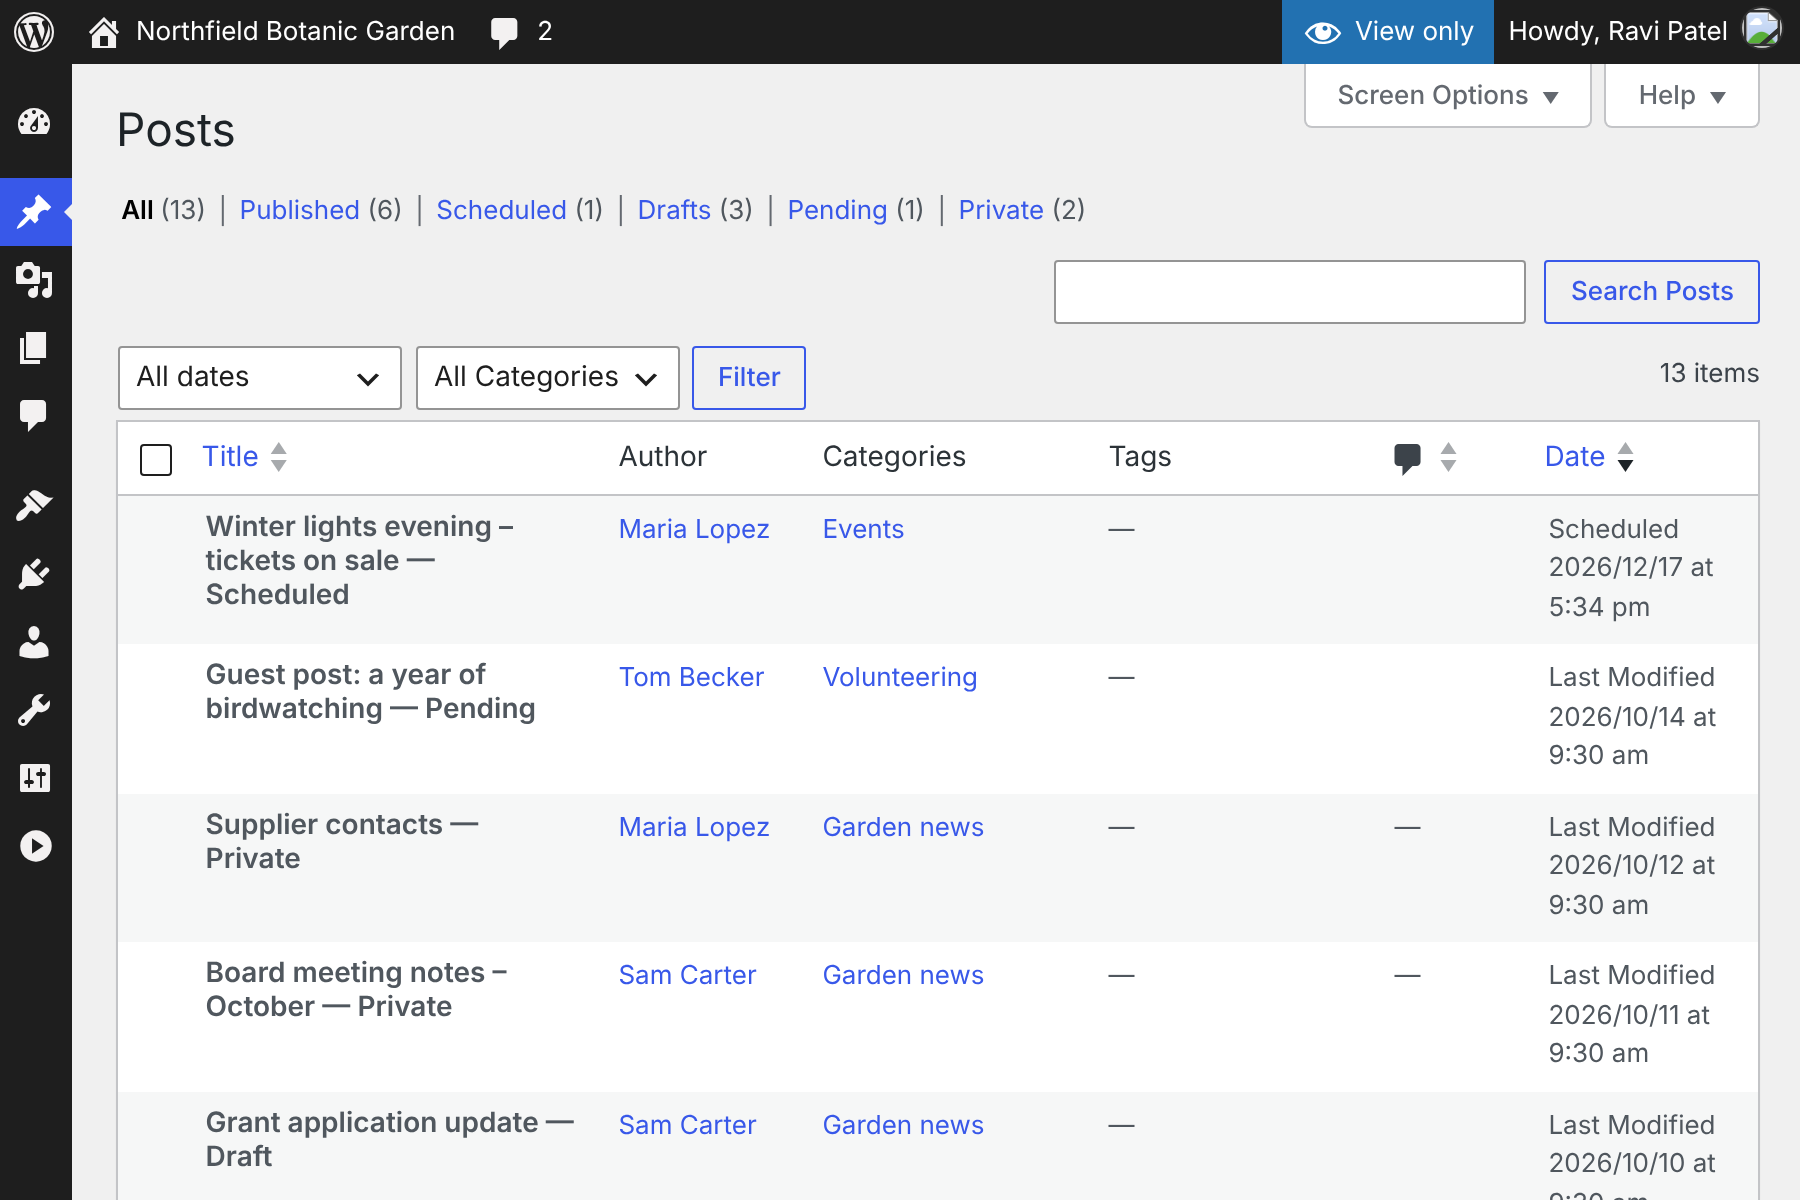 Northfield Botanic Garden 2 View only Howdy, Ravi Patel
Screen Options Help
Posts
All (13) | Published (6) | Scheduled (1) | Drafts (3) | Pending (1) | Private (2)
Search Posts
All dates All Categories Filter 13 items
Title Author Categories Tags Date
Winter lights evening –
tickets on sale —
Scheduled
Maria Lopez
Events
—
Scheduled
2026/12/17 at
5:34 pm
Guest post: a year of
birdwatching — Pending
Tom Becker
Volunteering
—
Last Modified
2026/10/14 at
9:30 am
Supplier contacts —
Private
Maria Lopez
Garden news
—
—
Last Modified
2026/10/12 at
9:30 am
Board meeting notes –
October — Private
Sam Carter
Garden news
—
—
Last Modified
2026/10/11 at
9:30 am
Grant application update —
Draft
Sam Carter
Garden news
—
Last Modified
2026/10/10 at